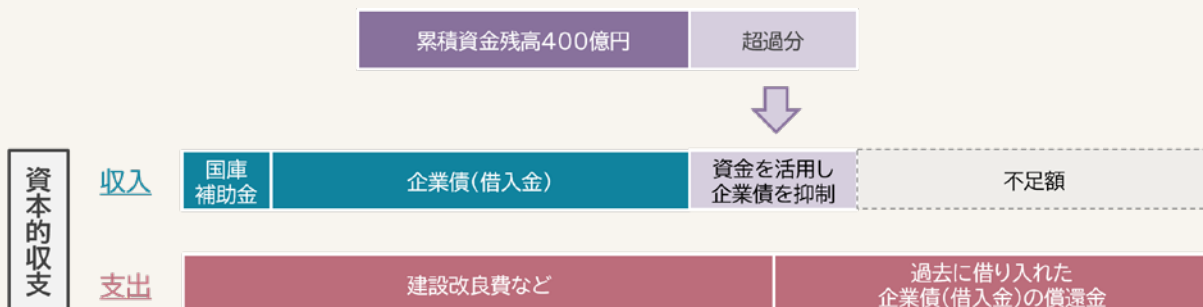 累積資金残高400億円
超過分
資本的収支
収入
国庫
補助金
企業債(借入金)
資金を活用し
企業債を抑制
不足額
支出
建設改良費など
過去に借り入れた
企業債(借入金)の償還金